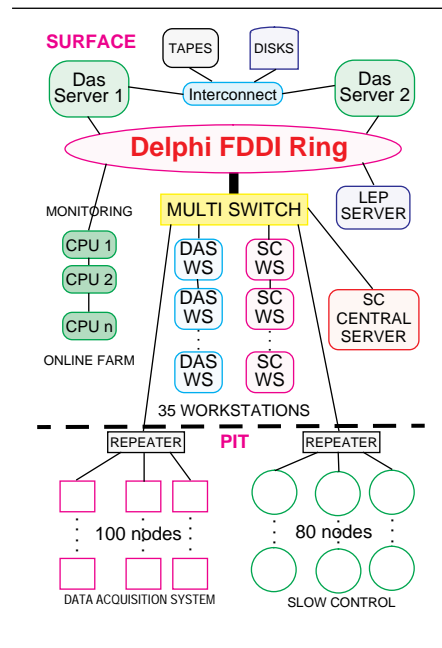 SURFACE
TAPES
DISKS
Das
Server 1
Interconnect
Das
Server 2
Delphi FDDI Ring
LEP
SERVER
MONITORING
MULTI SWITCH
CPU 1
CPU 2
CPU n
ONLINE FARM
DAS
WS
DAS
WS
DAS
WS
SC
WS
SC
WS
SC
WS
SC
CENTRAL
SERVER
35 WORKSTATIONS
REPEATER
PIT
REPEATER
100 nodes
80 nodes
DATA ACQUISITION SYSTEM
SLOW CONTROL